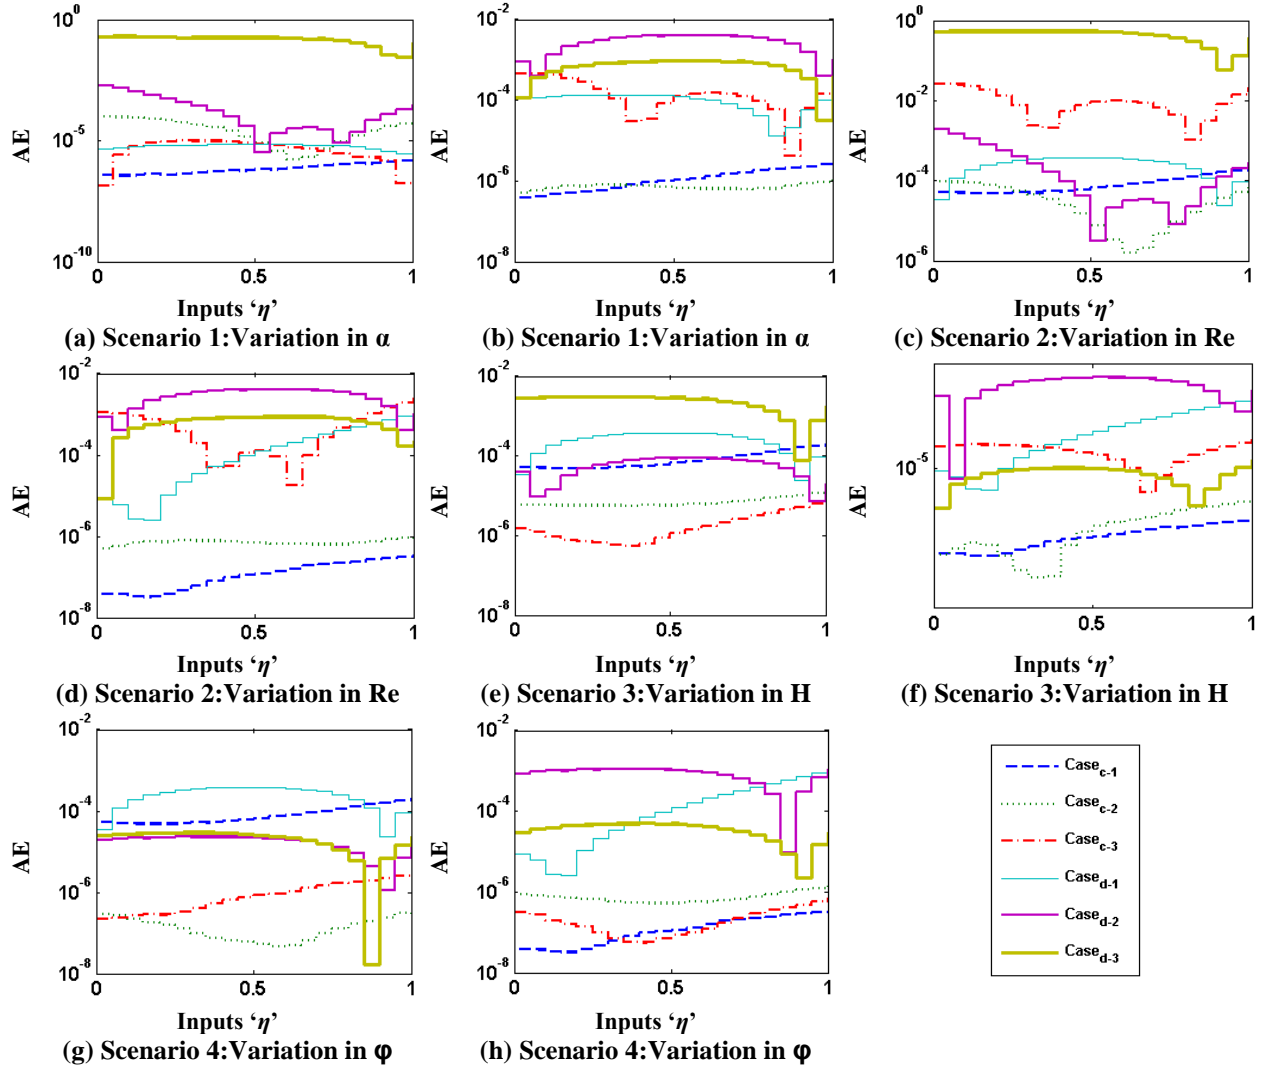 10^0
10^-5
10^-10
AE
0 0.5 1
Inputs ‘η’
(a) Scenario 1:Variation in α
10^-2
10^-4
10^-6
10^-8
AE
0 0.5 1
Inputs ‘η’
(b) Scenario 1:Variation in α
10^0
10^-2
10^-4
10^-6
AE
0 0.5 1
Inputs ‘η’
(c) Scenario 2:Variation in Re
10^-2
10^-4
10^-6
10^-8
AE
0 0.5 1
Inputs ‘η’
(d) Scenario 2:Variation in Re
10^-2
10^-4
10^-6
10^-8
AE
0 0.5 1
Inputs ‘η’
(e) Scenario 3:Variation in H
10^-5
AE
0 0.5 1
Inputs ‘η’
(f) Scenario 3:Variation in H
10^-2
10^-4
10^-6
10^-8
AE
0 0.5 1
Inputs ‘η’
(g) Scenario 4:Variation in φ
10^-2
10^-4
10^-6
10^-8
AE
0 0.5 1
Inputs ‘η’
(h) Scenario 4:Variation in φ
Case c-1
Case c-2
Case c-3
Case d-1
Case d-2
Case d-3